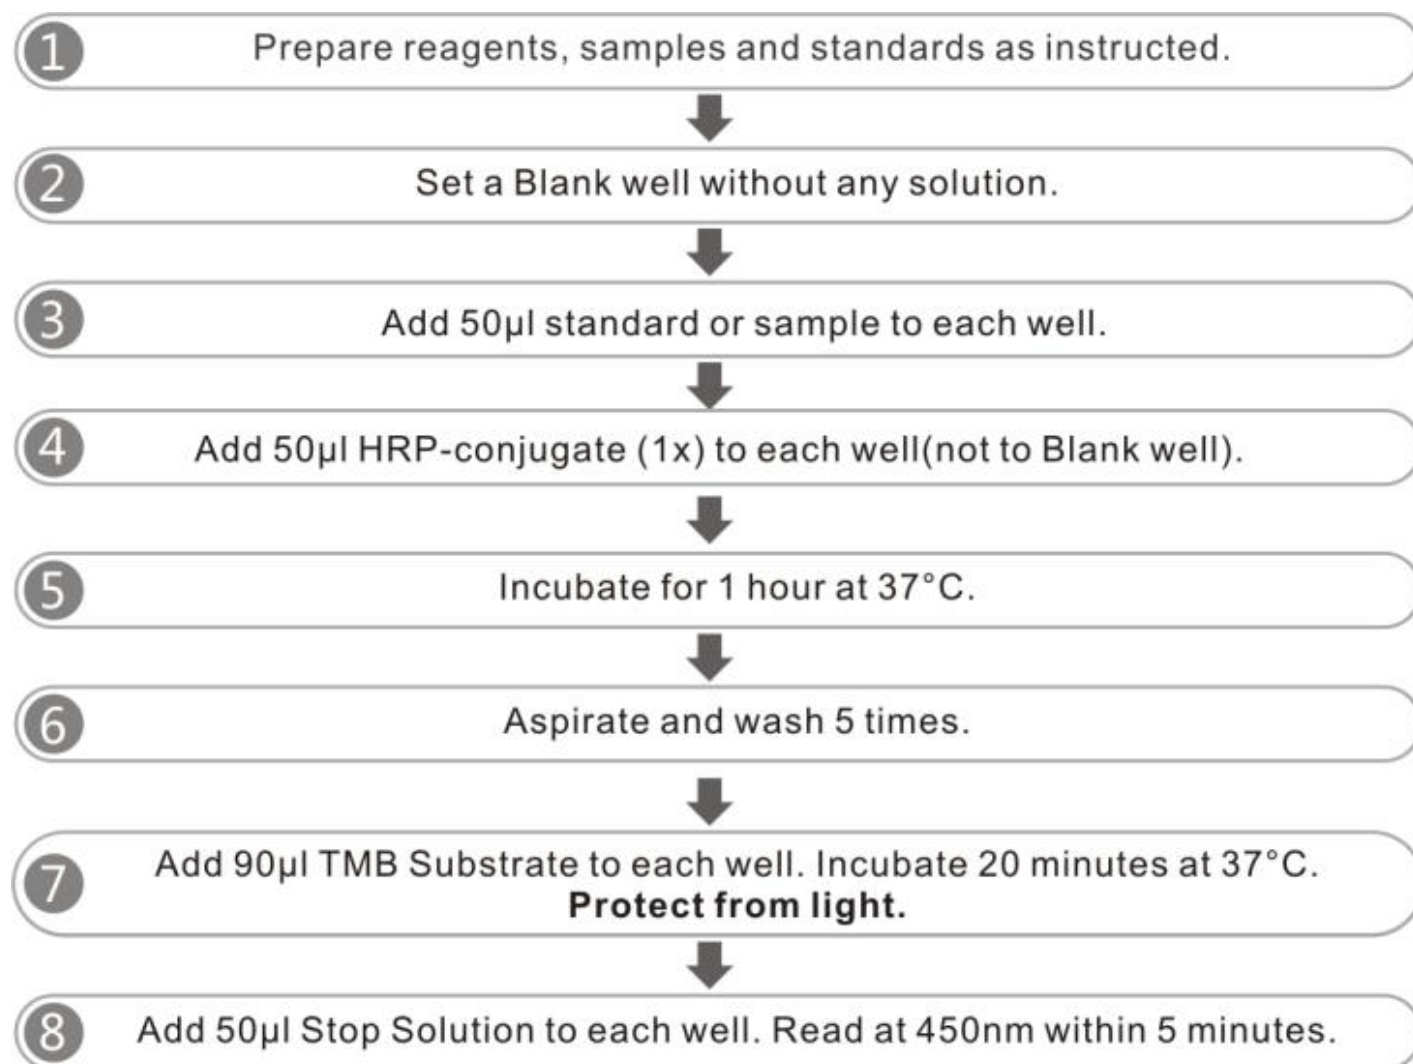 1 Prepare reagents, samples and standards as instructed.
2 Set a Blank well without any solution.
3 Add 50µl standard or sample to each well.
4 Add 50µl HRP-conjugate (1x) to each well(not to Blank well).
5 Incubate for 1 hour at 37°C.
6 Aspirate and wash 5 times.
7 Add 90µl TMB Substrate to each well. Incubate 20 minutes at 37°C.
Protect from light.
8 Add 50µl Stop Solution to each well. Read at 450nm within 5 minutes.